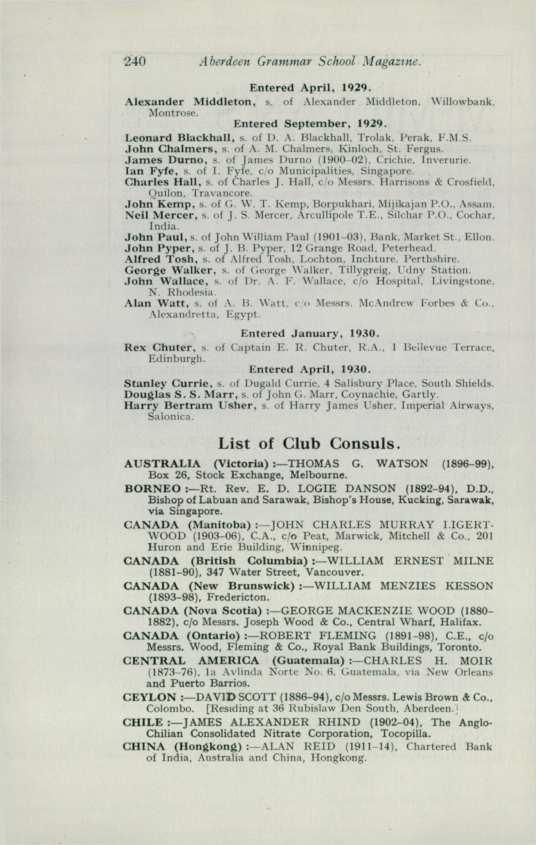 240 Aberdeen Grammar School Magazine.
Entered April, 1929.
Alexander Middleton, s. of Alexander Middleton, Willowbank,
Montrose.
Entered September, 1929.
Leonard Blackhall, s. of D. A. Blackhall, Trolak, Perak, F.M.S.
John Chalmers, s. of A. M. Chalmers, Kinloch, St. Fergus.
James Durno, s. of James Durno (1900–02), Crichie, Inverurie.
Ian Fyfe, s. of I. Fyfe, c/o Municipalities, Singapore.
Charles Hall, s. of Charles J. Hall, c/o Messrs. Harrisons & Crosfield,
Quilon, Travancore.
John Kemp, s. of G. W. T. Kemp, Borpukhari, Mijikajan P.O., Assam.
Neil Mercer, s. of J. S. Mercer, Arcullipole T.E., Silchar P.O., Cochar,
India.
John Paul, s. of John William Paul (1901–03), Bank, Market St., Ellon.
John Pyper, s. of J. B. Pyper, 12 Grange Road, Peterhead.
Alfred Tosh, s. of Alfred Tosh, Lochton, Inchture, Perthshire.
George Walker, s. of George Walker, Tillygreig, Udny Station.
John Wallace, s. of Dr. A. F. Wallace, c/o Hospital, Livingstone,
N. Rhodesia.
Alan Watt, s. of A. B. Watt, c/o Messrs. McAndrew Forbes & Co.,
Alexandretta, Egypt.
Entered January, 1930.
Rex Chuter, s. of Captain E. R. Chuter, R.A., 1 Bellevue Terrace,
Edinburgh.
Entered April, 1930.
Stanley Currie, s. of Dugald Currie, 4 Salisbury Place, South Shields.
Douglas S. S. Marr, s. of John G. Marr, Coynachie, Gartly.
Harry Bertram Usher, s. of Harry James Usher, Imperial Airways,
Salonica.
List of Club Consuls.
AUSTRALIA (Victoria) :—THOMAS G. WATSON (1896–99),
Box 26, Stock Exchange, Melbourne.
BORNEO :—Rt. Rev. E. D. LOGIE DANSON (1892–94), D.D.,
Bishop of Labuan and Sarawak, Bishop's House, Kucking, Sarawak,
via Singapore.
CANADA (Manitoba) :—JOHN CHARLES MURRAY LIGERT-
WOOD (1903–06), C.A., c/o Peat, Marwick, Mitchell & Co., 201
Huron and Erie Building, Winnipeg.
CANADA (British Columbia) :—WILLIAM ERNEST MILNE
(1881–90), 347 Water Street, Vancouver.
CANADA (New Brunswick) :—WILLIAM MENZIES KESSON
(1893–98), Fredericton.
CANADA (Nova Scotia) :—GEORGE MACKENZIE WOOD (1880–
1882), c/o Messrs. Joseph Wood & Co., Central Wharf, Halifax.
CANADA (Ontario) :—ROBERT FLEMING (1891–98), C.E., c/o
Messrs. Wood, Fleming & Co., Royal Bank Buildings, Toronto.
CENTRAL AMERICA (Guatemala) :—CHARLES H. MOIR
(1873–76), 1a Avlinda Norte No. 6, Guatemala, via New Orleans
and Puerto Barrios.
CEYLON :—DAVID SCOTT (1886–94), c/o Messrs. Lewis Brown & Co.,
Colombo. [Residing at 36 Rubislaw Den South, Aberdeen.]
CHILE :—JAMES ALEXANDER RHIND (1902–04), The Anglo-
Chilian Consolidated Nitrate Corporation, Tocopilla.
CHINA (Hongkong) :—ALAN REID (1911–14), Chartered Bank
of India, Australia and China, Hongkong.